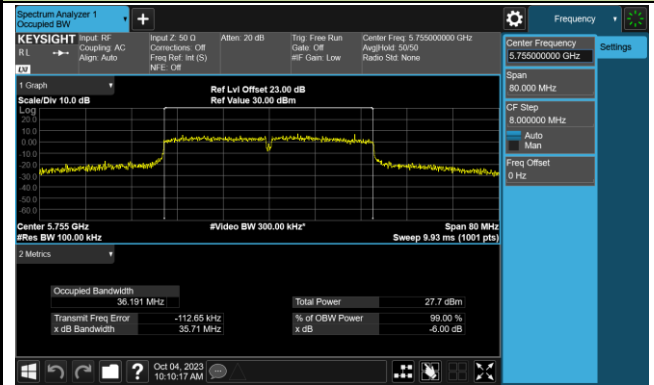 Spectrum Analyzer 1
Occupied BW
Frequency
KEYSIGHT
RL
Input: RF
Coupling: AC
Align: Auto
Input Z: 50 Ω
Corrections: Off
Freq Ref: Int (S)
NFE: Off
Atten: 20 dB
Trig: Free Run
Gate: Off
#IF Gain: Low
Center Freq: 5.755000000 GHz
Avg|Hold: 50/50
Radio Std: None
LXI
1 Graph
Scale/Div 10.0 dB
Ref Lvl Offset 23.00 dB
Ref Value 30.00 dBm
Log
20.0
10.0
0.00
-10.0
-20.0
-30.0
-40.0
-50.0
-60.0
Center 5.755 GHz
#Res BW 100.00 kHz
#Video BW 300.00 kHz*
Span 80 MHz
Sweep 9.93 ms (1001 pts)
2 Metrics
Occupied Bandwidth
36.191 MHz
Total Power 27.7 dBm
Transmit Freq Error -112.65 kHz
% of OBW Power 99.00 %
x dB Bandwidth 35.71 MHz
x dB -6.00 dB
Center Frequency
5.755000000 GHz
Settings
Span
80.000 MHz
CF Step
8.000000 MHz
Auto
Man
Freq Offset
0 Hz
Oct 04, 2023
10:10:17 AM